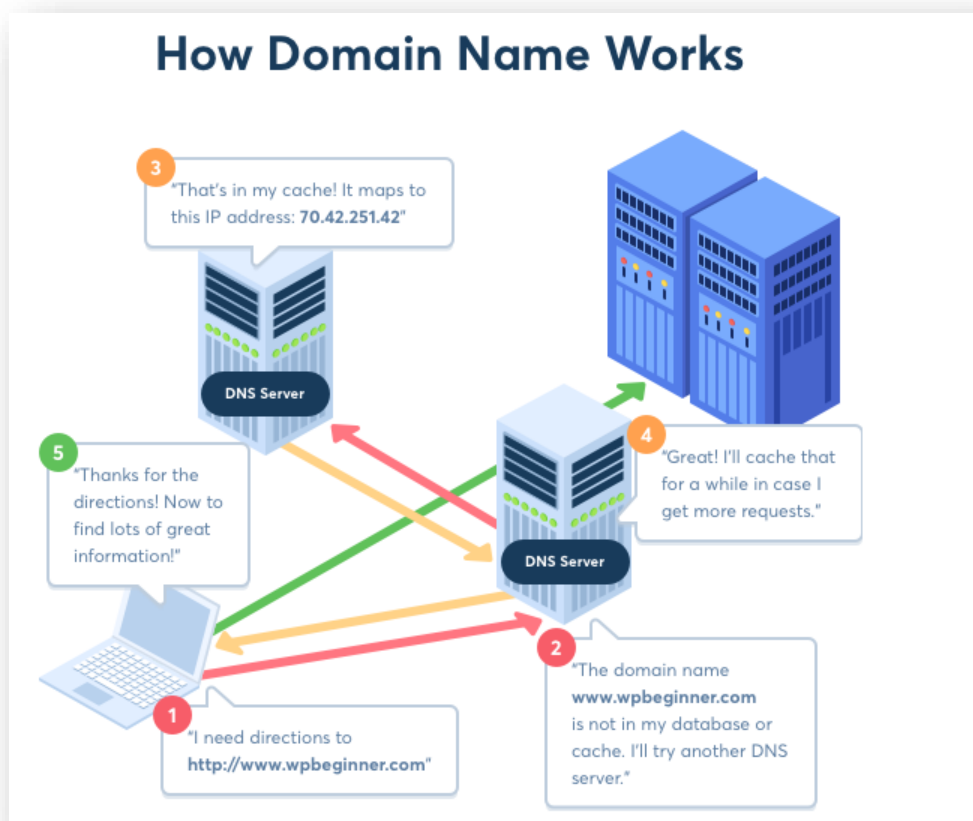 How Domain Name Works
3
"That's in my cache! It maps to
this IP address: 70.42.251.42"
DNS Server
5
"Thanks for the
directions! Now to
find lots of great
information!"
4
"Great! I'll cache that
for a while in case I
get more requests."
DNS Server
2
"The domain name
www.wpbeginner.com
is not in my database or
cache. I'll try another DNS
server."
1
"I need directions to
http://www.wpbeginner.com"